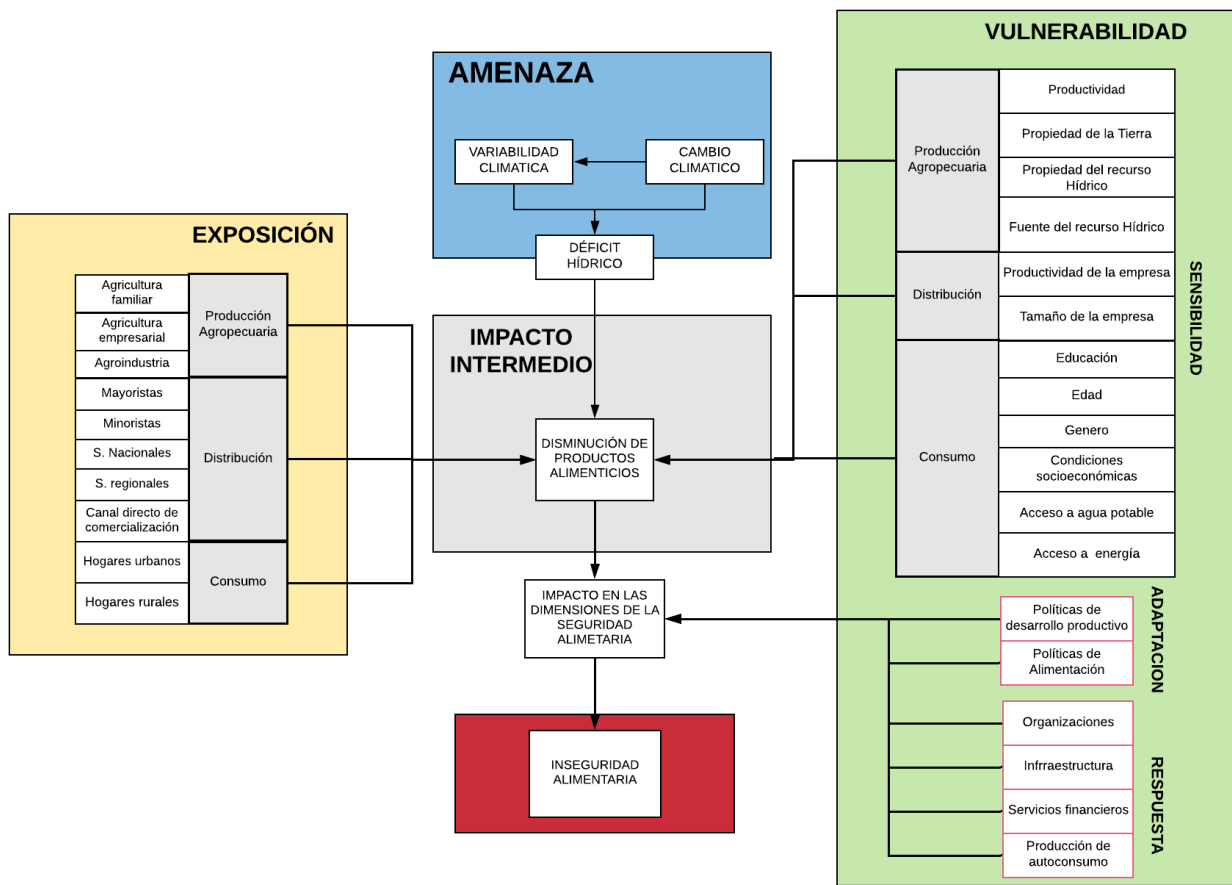 AMENAZA
VARIABILIDAD
CLIMATICA
CAMBIO
CLIMATICO
DÉFICIT
HÍDRICO
EXPOSICIÓN
Agricultura
familiar
Agricultura
empresarial
Agroindustria
Producción
Agropecuaria
Mayoristas
Minoristas
S. Nacionales
S. regionales
Canal directo de
comercialización
Distribución
Hogares urbanos
Hogares rurales
Consumo
IMPACTO
INTERMEDIO
DISMINUCIÓN DE
PRODUCTOS
ALIMENTICIOS
IMPACTO EN LAS
DIMENSIONES DE LA
SEGURIDAD
ALIMETARIA
INSEGURIDAD
ALIMENTARIA
VULNERABILIDAD
Producción
Agropecuaria
Productividad
Propiedad de la Tierra
Propiedad del recurso
Hídrico
Fuente del recurso Hídrico
Distribución
Productividad de la empresa
Tamaño de la empresa
Consumo
Educación
Edad
Genero
Condiciones
socioeconómicas
Acceso a agua potable
Acceso a energía
SENSIBILIDAD
Políticas de
desarrollo productivo
Políticas de
Alimentación
ADAPTACION
Organizaciones
Infrraestructura
Servicios financieros
Producción de
autoconsumo
RESPUESTA